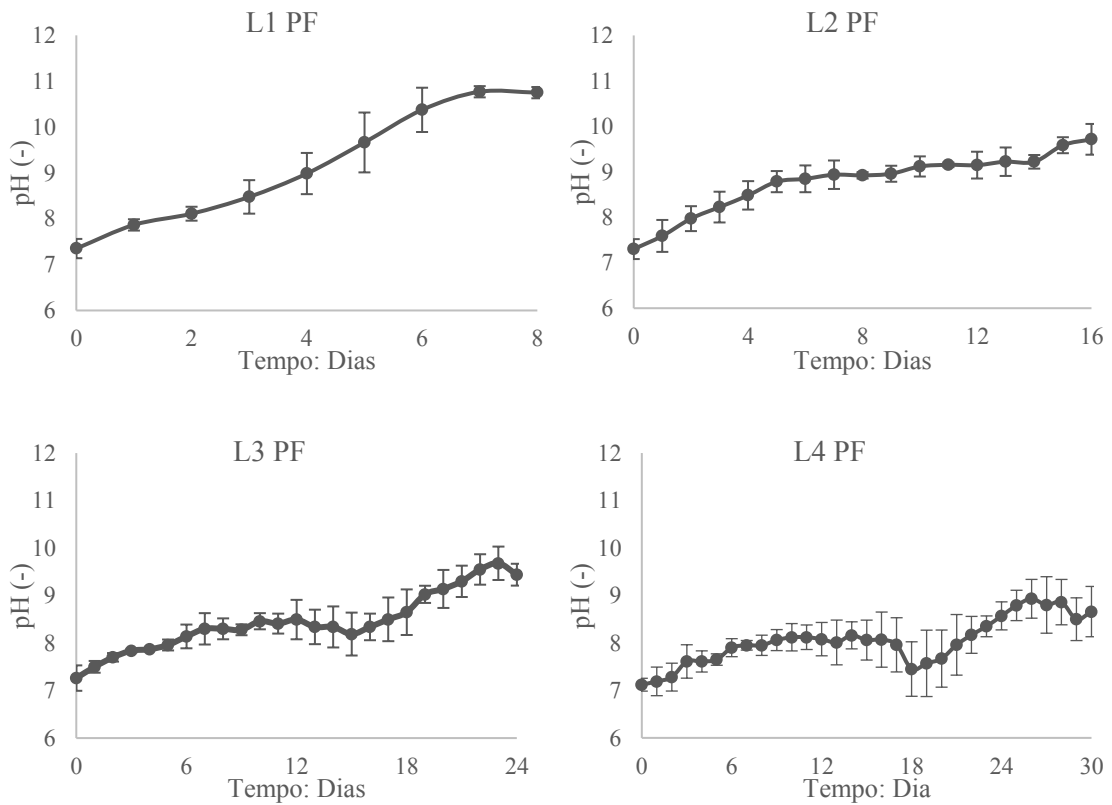 L1 PF
12
11
10
9
8
7
6
pH (-)
0 2 4 6 8
Tempo: Dias
L2 PF
12
11
10
9
8
7
6
pH (-)
0 4 8 12 16
Tempo: Dias
L3 PF
12
11
10
9
8
7
6
pH (-)
0 6 12 18 24
Tempo: Dias
L4 PF
12
11
10
9
8
7
6
pH (-)
0 6 12 18 24 30
Tempo: Dia